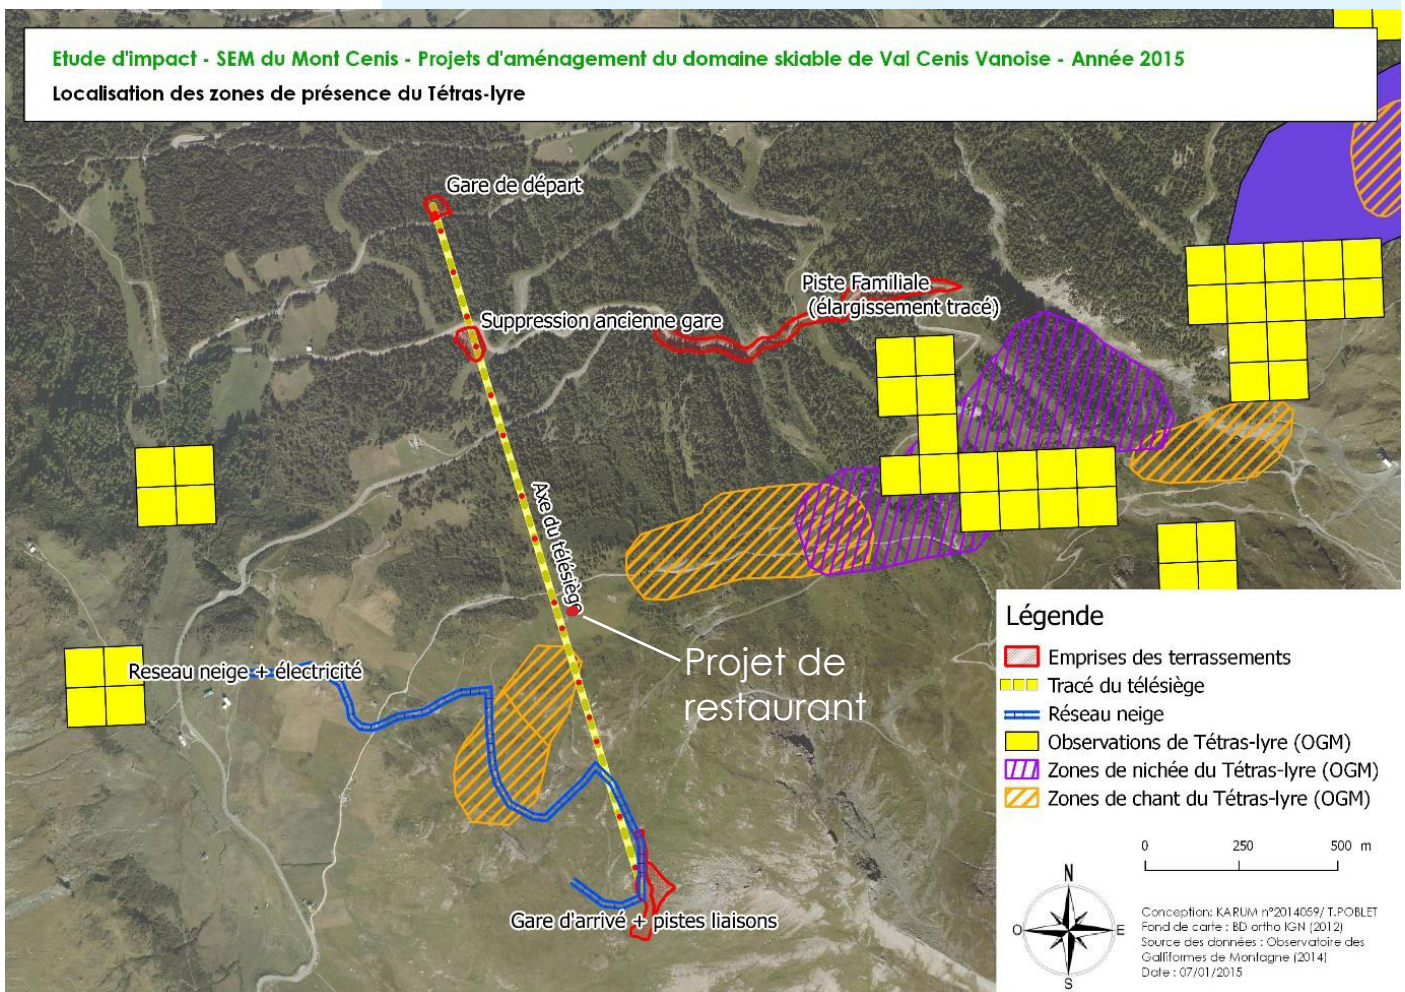 Etude d'impact - SEM du Mont Cenis - Projets d'aménagement du domaine skiable de Val Cenis Vanoise - Année 2015
Localisation des zones de présence du Tétras-lyre
Gare de départ
Piste Familiale
(élargissement tracé)
Suppression ancienne gare
Axe du télésiège
Reseau neige + électricité
Projet de
restaurant
Gare d'arrivé + pistes liaisons
Légende
Emprises des terrassements
Tracé du télésiège
Réseau neige
Observations de Tétras-lyre (OGM)
Zones de nichée du Tétras-lyre (OGM)
Zones de chant du Tétras-lyre (OGM)
0 250 500 m
N
O E
S
Conception: KARUM n°2014059/ T.POBLET
Fond de carte : BD ortho IGN (2012)
Source des données : Observatoire des
Galliformes de Montagne (2014)
Date : 07/01/2015